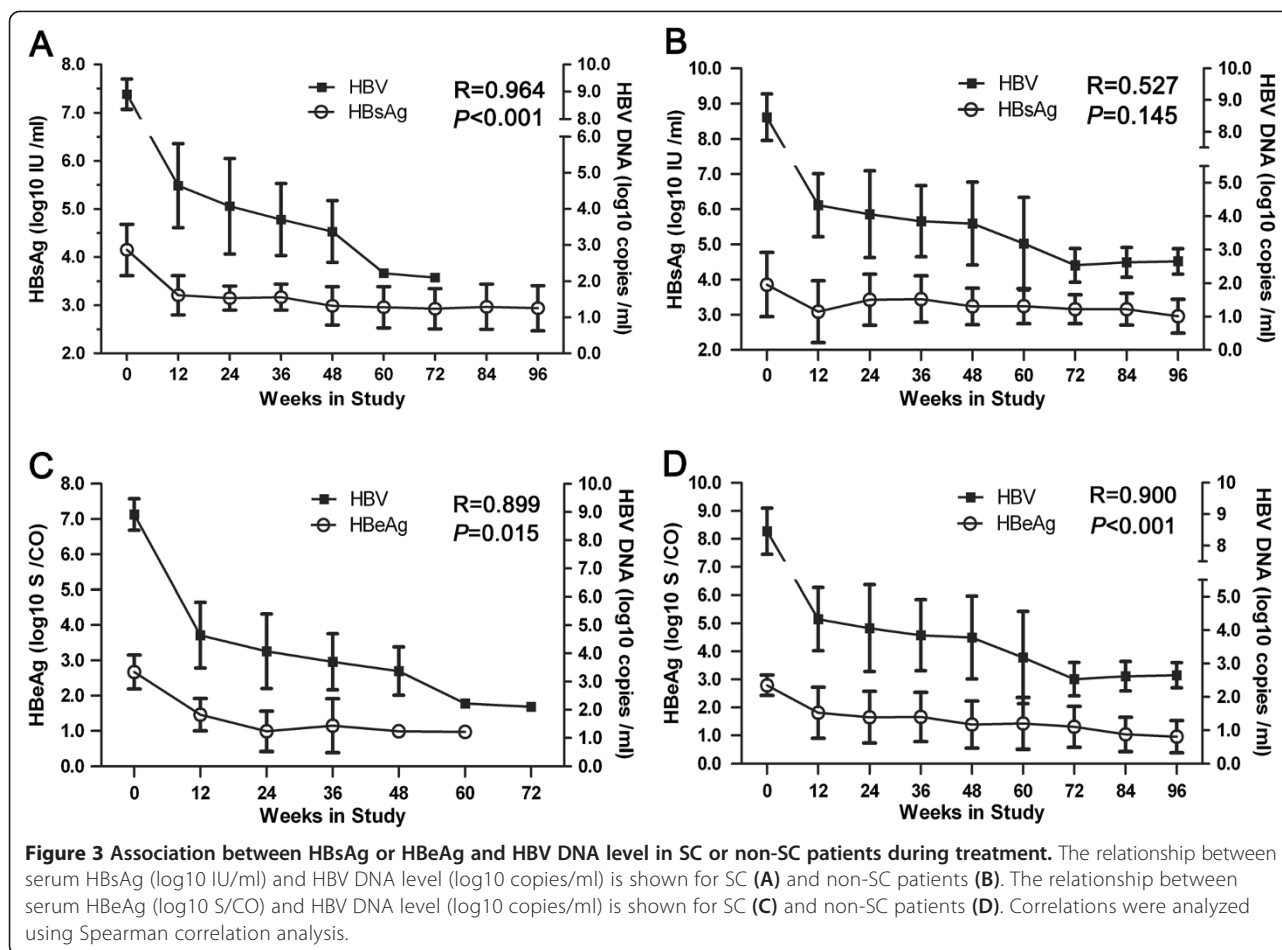 A
B
8.0
7.0
6.0
5.0
4.0
3.0
2.0
HBsAg (log10 IU /ml)
HBV
HBsAg
R=0.964
P<0.001
10.0
9.0
8.0
6.0
5.0
4.0
3.0
2.0
1.0
0.0
HBV DNA (log10 copies /ml)
0 12 24 36 48 60 72 84 96
Weeks in Study
10.0
9.0
8.0
7.0
6.0
5.0
4.0
3.0
2.0
HBsAg (log10 IU /ml)
HBV
HBsAg
R=0.527
P=0.145
10.0
8.0
5.0
4.0
3.0
2.0
1.0
0.0
HBV DNA (log10 copies /ml)
0 12 24 36 48 60 72 84 96
Weeks in Study
C
D
8.0
7.0
6.0
5.0
4.0
3.0
2.0
1.0
0.0
HBeAg (log10 S /CO)
HBV
HBeAg
R=0.899
P=0.015
10.0
9.0
8.0
7.0
6.0
5.0
4.0
3.0
2.0
1.0
0.0
HBV DNA (log10 copies /ml)
0 12 24 36 48 60 72
Weeks in Study
10.0
9.0
8.0
7.0
6.0
5.0
4.0
3.0
2.0
1.0
0.0
HBeAg (log10 S /CO)
HBV
HBeAg
R=0.900
P<0.001
10
9
8
5.0
4.0
3.0
2.0
1.0
0.0
HBV DNA (log10 copies /ml)
0 12 24 36 48 60 72 84 96
Weeks in Study
Figure 3 Association between HBsAg or HBeAg and HBV DNA level in SC or non-SC patients during treatment. The relationship between
serum HBsAg (log10 IU/ml) and HBV DNA level (log10 copies/ml) is shown for SC (A) and non-SC patients (B). The relationship between
serum HBeAg (log10 S/CO) and HBV DNA level (log10 copies/ml) is shown for SC (C) and non-SC patients (D). Correlations were analyzed
using Spearman correlation analysis.